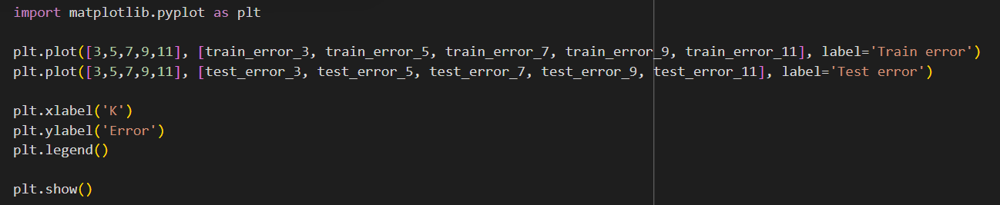 import matplotlib.pyplot as plt
plt.plot([3,5,7,9,11], [train_error_3, train_error_5, train_error_7, train_error_9, train_error_11], label='Train error')
plt.plot([3,5,7,9,11], [test_error_3, test_error_5, test_error_7, test_error_9, test_error_11], label='Test error')
plt.xlabel('K')
plt.ylabel('Error')
plt.legend()
plt.show()